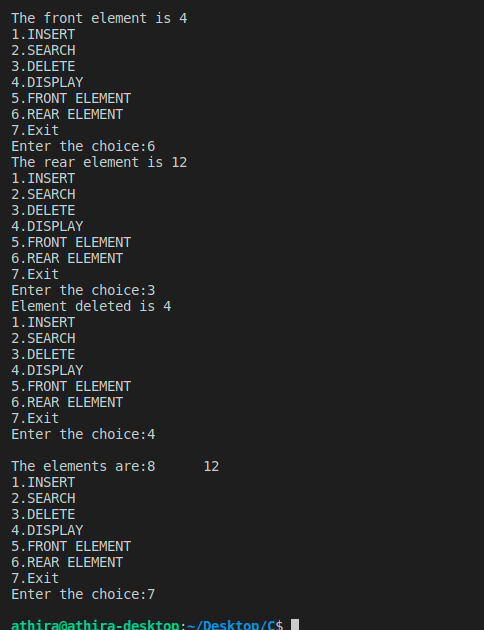 The front element is 4
1.INSERT
2.SEARCH
3.DELETE
4.DISPLAY
5.FRONT ELEMENT
6.REAR ELEMENT
7.Exit
Enter the choice:6
The rear element is 12
1.INSERT
2.SEARCH
3.DELETE
4.DISPLAY
5.FRONT ELEMENT
6.REAR ELEMENT
7.Exit
Enter the choice:3
Element deleted is 4
1.INSERT
2.SEARCH
3.DELETE
4.DISPLAY
5.FRONT ELEMENT
6.REAR ELEMENT
7.Exit
Enter the choice:4
The elements are:8      12
1.INSERT
2.SEARCH
3.DELETE
4.DISPLAY
5.FRONT ELEMENT
6.REAR ELEMENT
7.Exit
Enter the choice:7
athira@athira-desktop:~/Desktop/C$